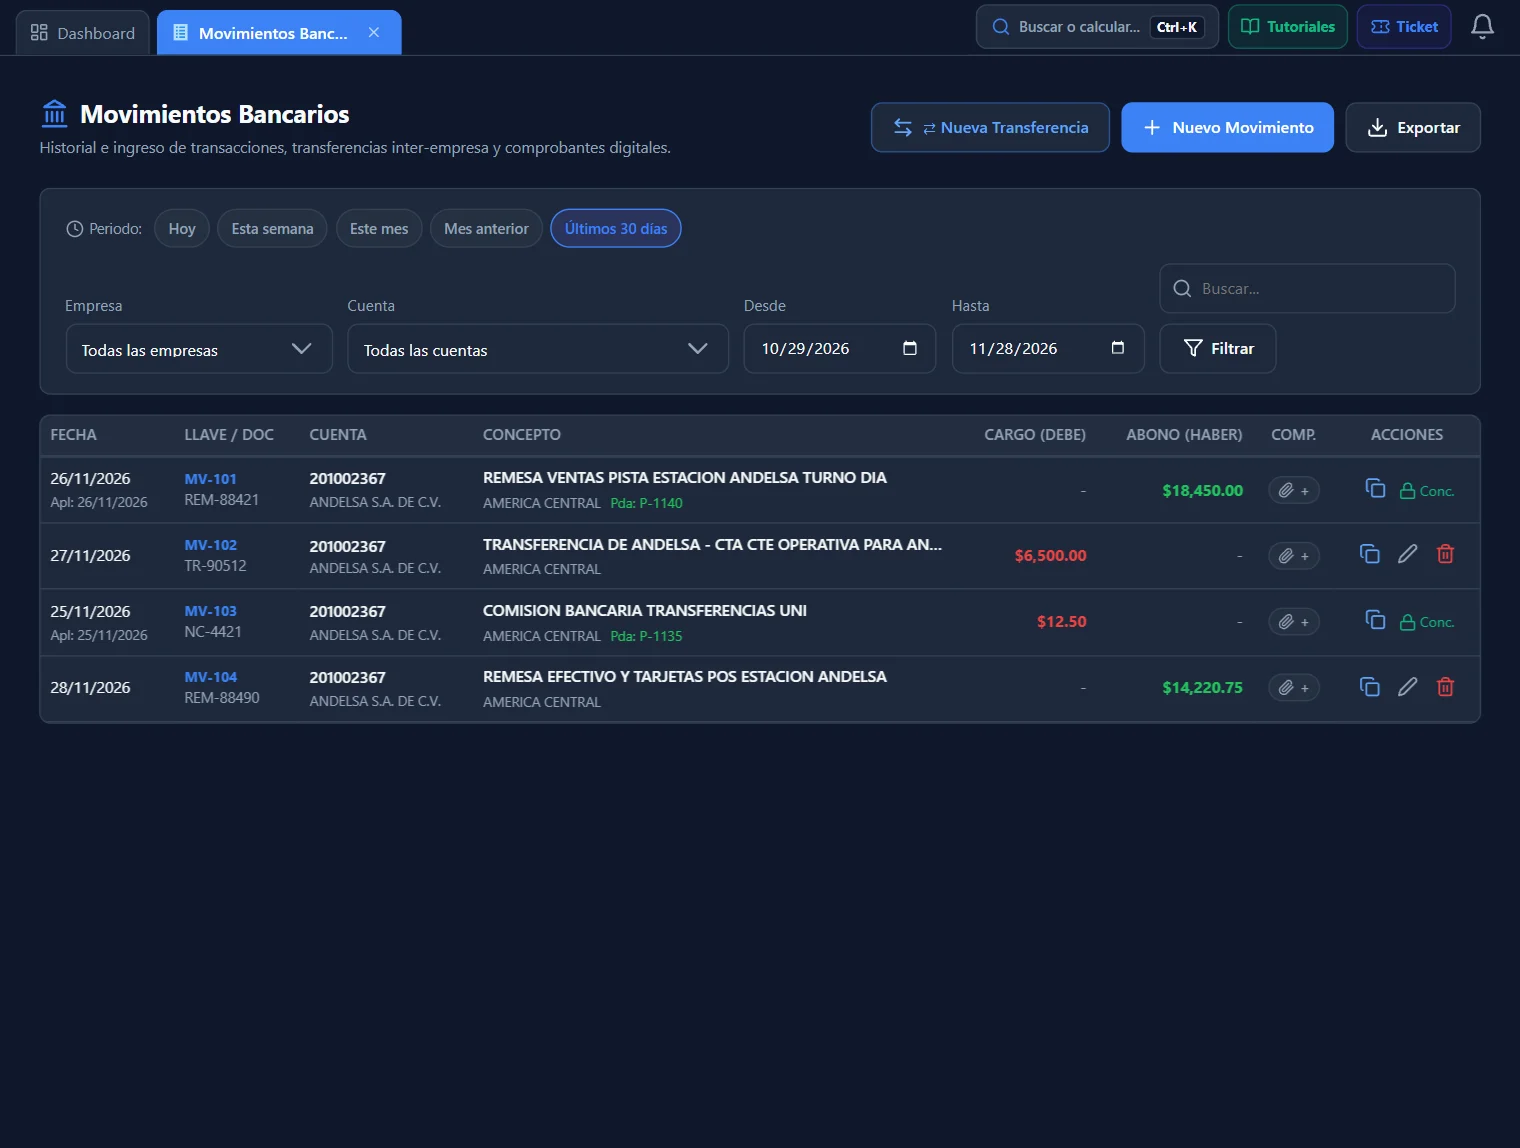 Dashboard
Movimientos Banc...
Buscar o calcular... Ctrl+K
Tutoriales
Ticket
Movimientos Bancarios
Historial e ingreso de transacciones, transferencias inter-empresa y comprobantes digitales.
⇄ Nueva Transferencia
Nuevo Movimiento
Exportar
Periodo: Hoy Esta semana Este mes Mes anterior Últimos 30 días
Buscar...
Empresa Cuenta Desde Hasta
Todas las empresas Todas las cuentas 10/29/2026 11/28/2026 Filtrar
FECHA LLAVE / DOC CUENTA CONCEPTO CARGO (DEBE) ABONO (HABER) COMP. ACCIONES
26/11/2026 MV-101 201002367 REMESA VENTAS PISTA ESTACION ANDELSA TURNO DIA - $18,450.00 + Conc.
Apl: 26/11/2026 REM-88421 ANDELSA S.A. DE C.V. AMERICA CENTRAL Pda: P-1140
27/11/2026 MV-102 201002367 TRANSFERENCIA DE ANDELSA - CTA CTE OPERATIVA PARA AN... $6,500.00 - +
TR-90512 ANDELSA S.A. DE C.V. AMERICA CENTRAL
25/11/2026 MV-103 201002367 COMISION BANCARIA TRANSFERENCIAS UNI $12.50 - + Conc.
Apl: 25/11/2026 NC-4421 ANDELSA S.A. DE C.V. AMERICA CENTRAL Pda: P-1135
28/11/2026 MV-104 201002367 REMESA EFECTIVO Y TARJETAS POS ESTACION ANDELSA - $14,220.75 +
REM-88490 ANDELSA S.A. DE C.V. AMERICA CENTRAL